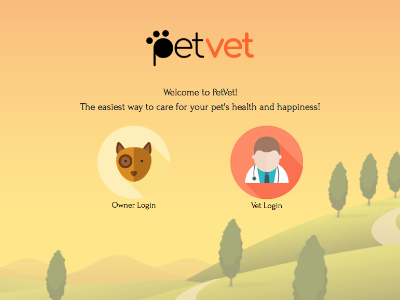 petvet
Welcome to PetVet!
The easiest way to care for your pet's health and happiness!
Owner Login
Vet Login